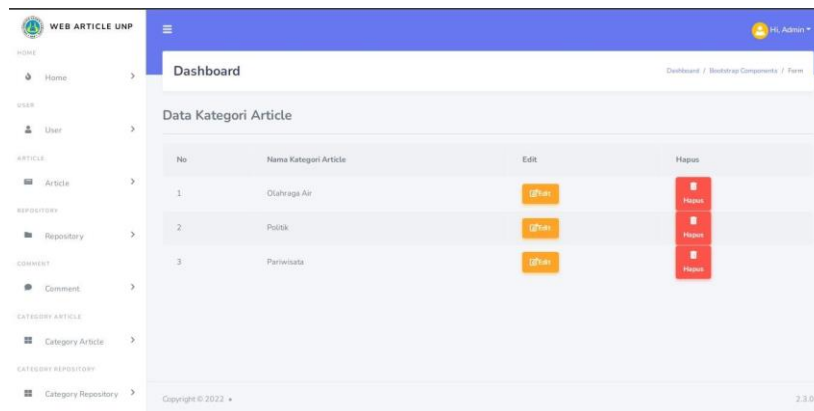 WEB ARTICLE UNP
Hi, Admin
HOME
Home
USER
User
ARTICLE
Article
REPOSITORY
Repository
COMMENT
Comment
CATEGORY ARTICLE
Category Article
CATEGORY REPOSITORY
Category Repository
Dashboard
Dashboard / Bootstrap Components / Form
Data Kategori Article
No Nama Kategori Article Edit Hapus
1 Olahraga Air Edit Hapus
2 Politik Edit Hapus
3 Pariwisata Edit Hapus
Copyright © 2022 •
2.3.0